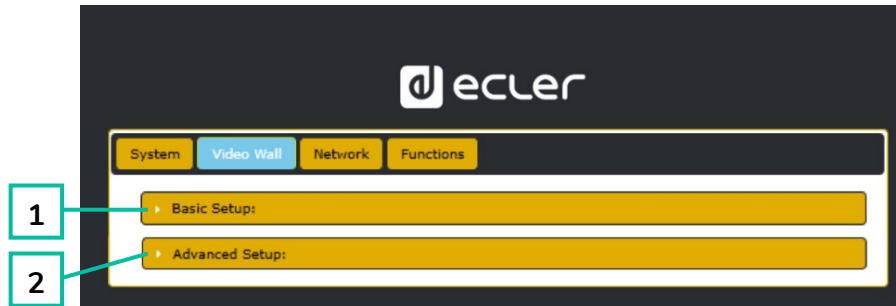 ecler
System Video Wall Network Functions
1 Basic Setup:
2 Advanced Setup: